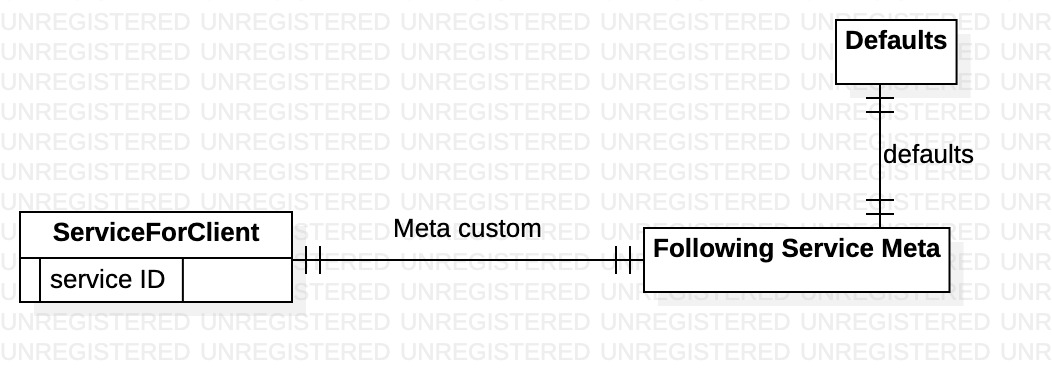 UNREGISTERED UNREGISTERED UNREGISTERED UNREGISTERED UNREGISTERED UNR
Defaults
defaults
ServiceForClient
Meta custom
Following Service Meta
service ID